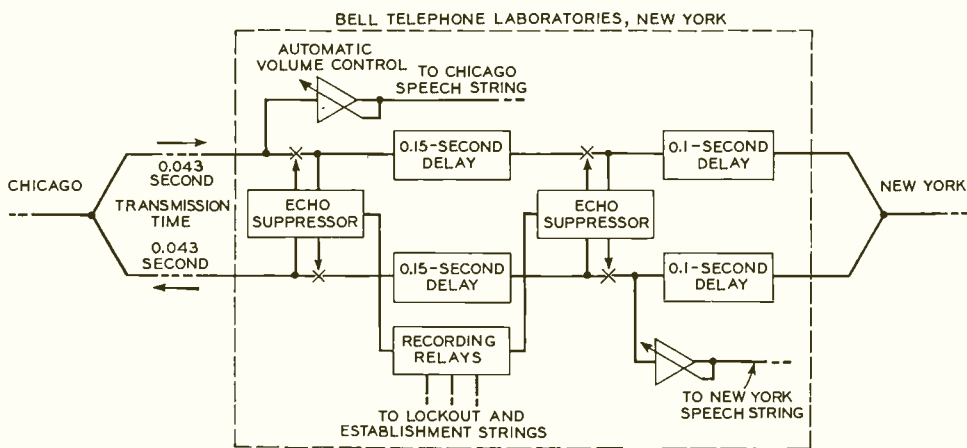 BELL TELEPHONE LABORATORIES, NEW YORK
AUTOMATIC
VOLUME CONTROL
TO CHICAGO
SPEECH STRING
0.15-SECOND
DELAY
0.1-SECOND
DELAY
CHICAGO
0.043
SECOND
TRANSMISSION
TIME
0.043
SECOND
ECHO
SUPPRESSOR
ECHO
SUPPRESSOR
NEW YORK
0.15-SECOND
DELAY
0.1-SECOND
DELAY
RECORDING
RELAYS
TO LOCKOUT AND
ESTABLISHMENT STRINGS
TO NEW YORK
SPEECH STRING